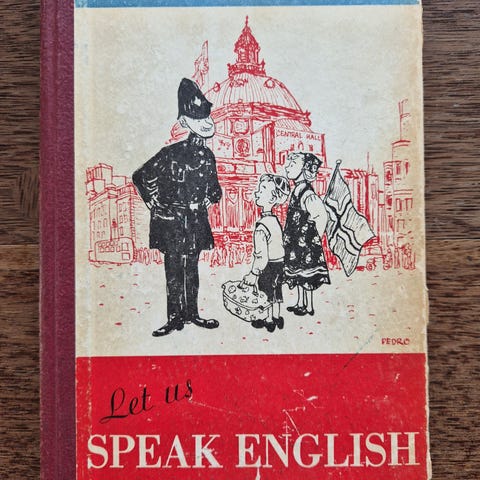 CENTRAL HALL
PEDRO
Let us
SPEAK ENGLISH